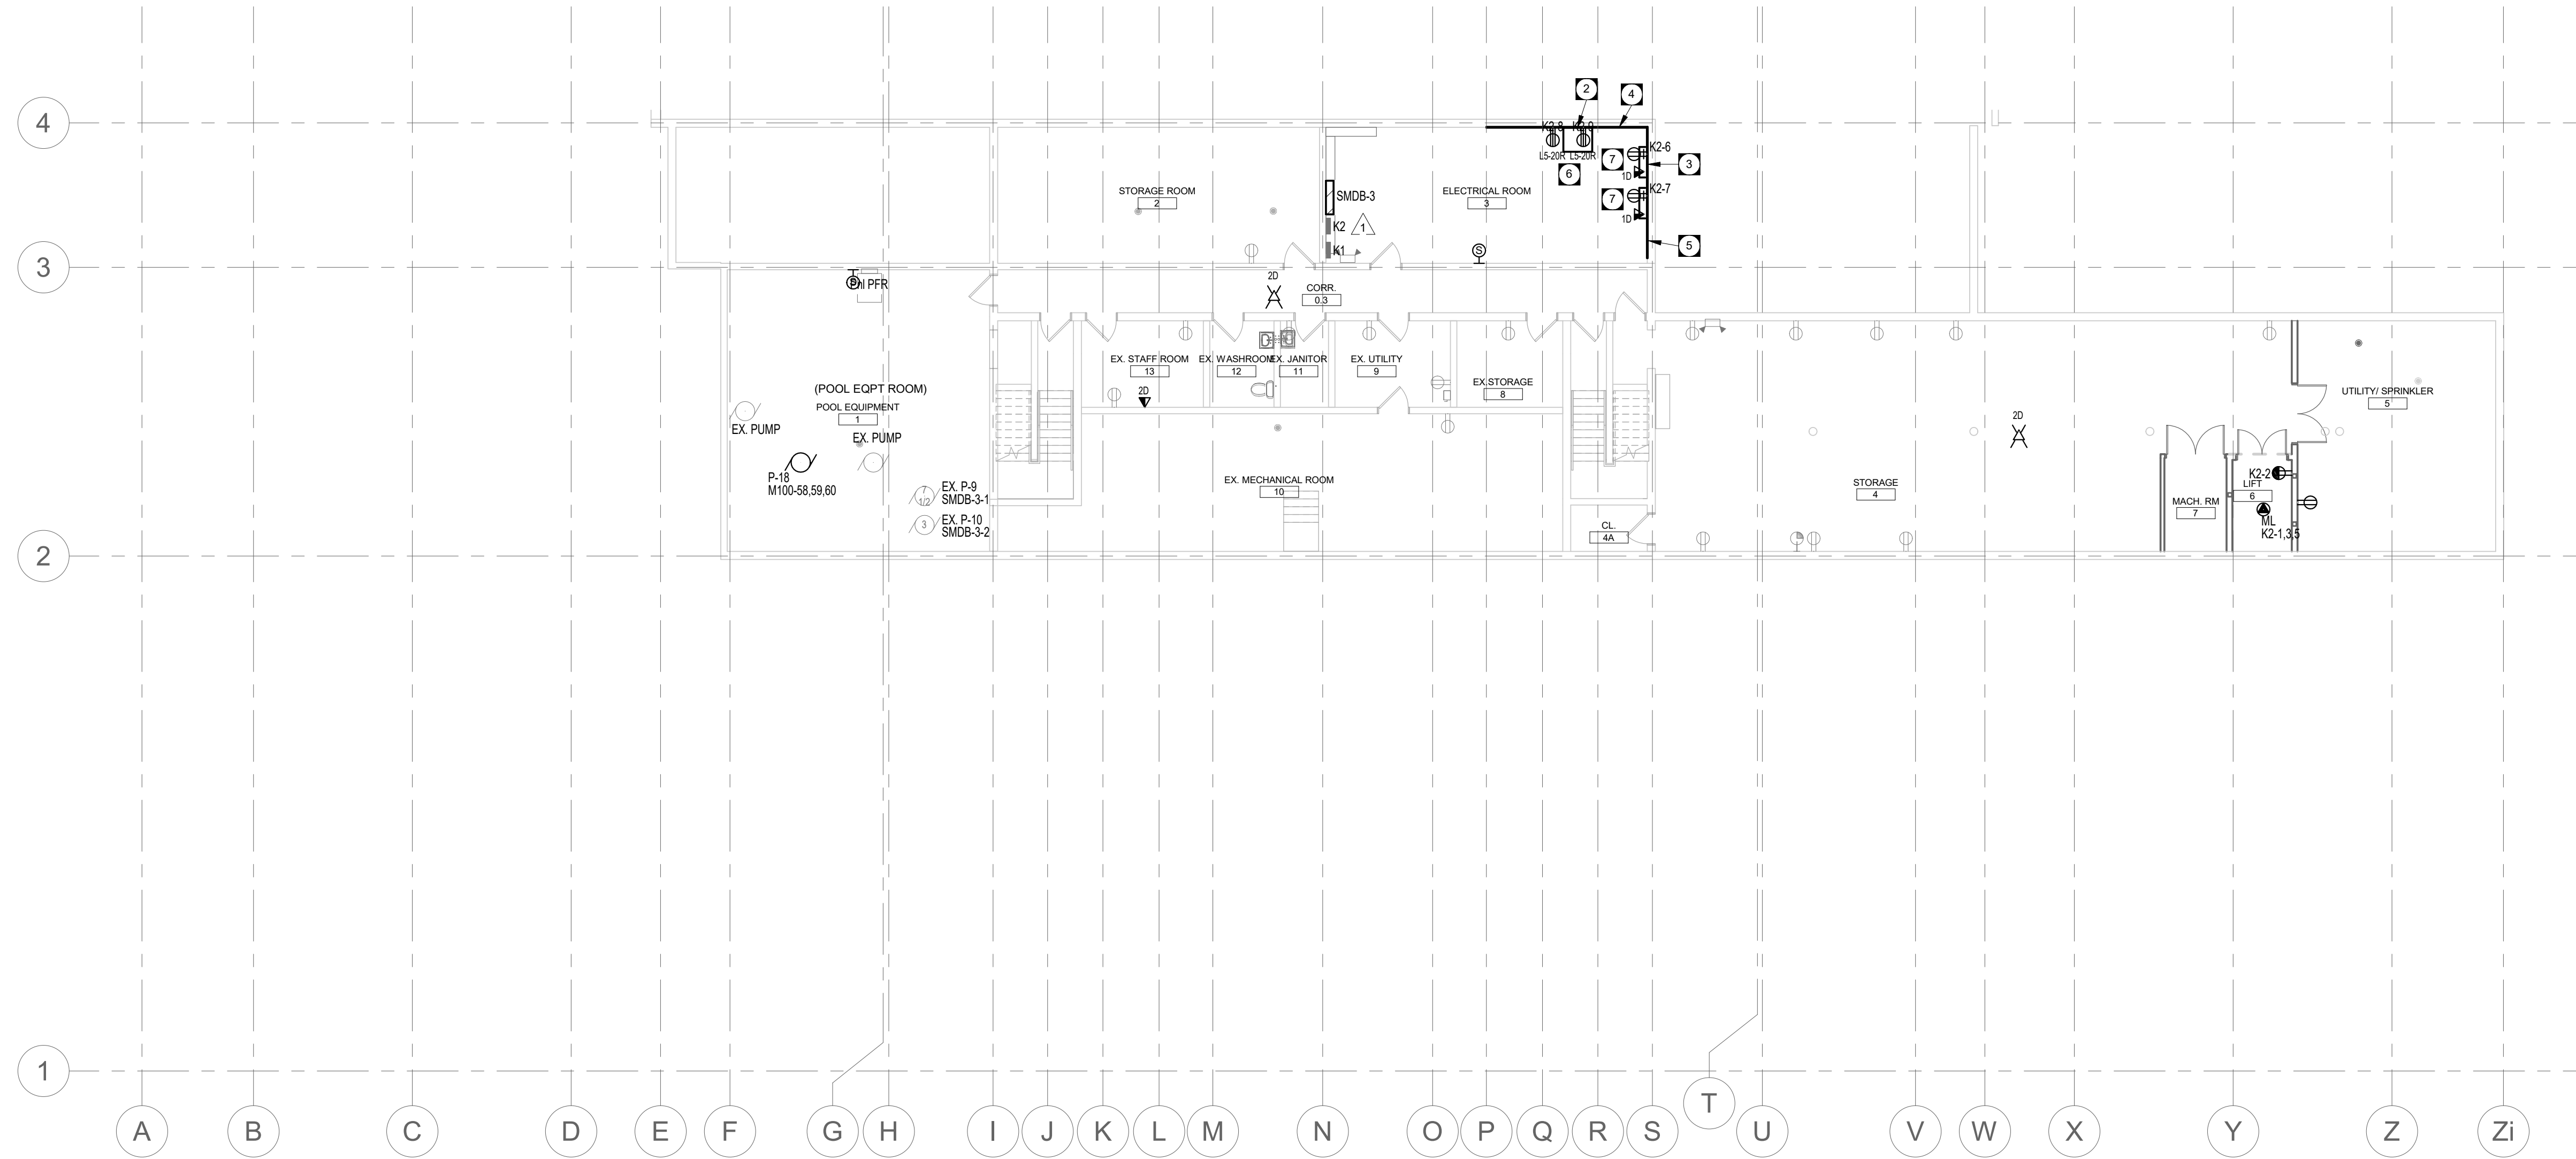 2
4
4
K2-8
K2-9
K2-6
L5-20R
L5-20R
7
3
1D
6
STORAGE ROOM
2
SMDB-3
ELECTRICAL ROOM
3
K2-7
7
1D
K2
1
K1
S
5
3
2D
CORR.
0.3
Pnl PFR
EX. STAFF ROOM
13
EX. WASHROOM
12
EX. JANITOR
11
EX. UTILITY
9
EX.STORAGE
8
2D
(POOL EQPT ROOM)
POOL EQUIPMENT
1
EX. PUMP
EX. PUMP
UTILITY/ SPRINKLER
5
2D
P-18
M100-58,59,60
7
1/2
EX. P-9
SMDB-3-1
3
EX. P-10
SMDB-3-2
EX. MECHANICAL ROOM
10
STORAGE
4
K2-2
LIFT
6
MACH. RM
7
ML
K2-1,3,5
CL.
4A
2
1
A
B
C
D
E
F
G
H
I
J
K
L
M
N
O
P
Q
R
S
T
U
V
W
X
Y
Z
Zi